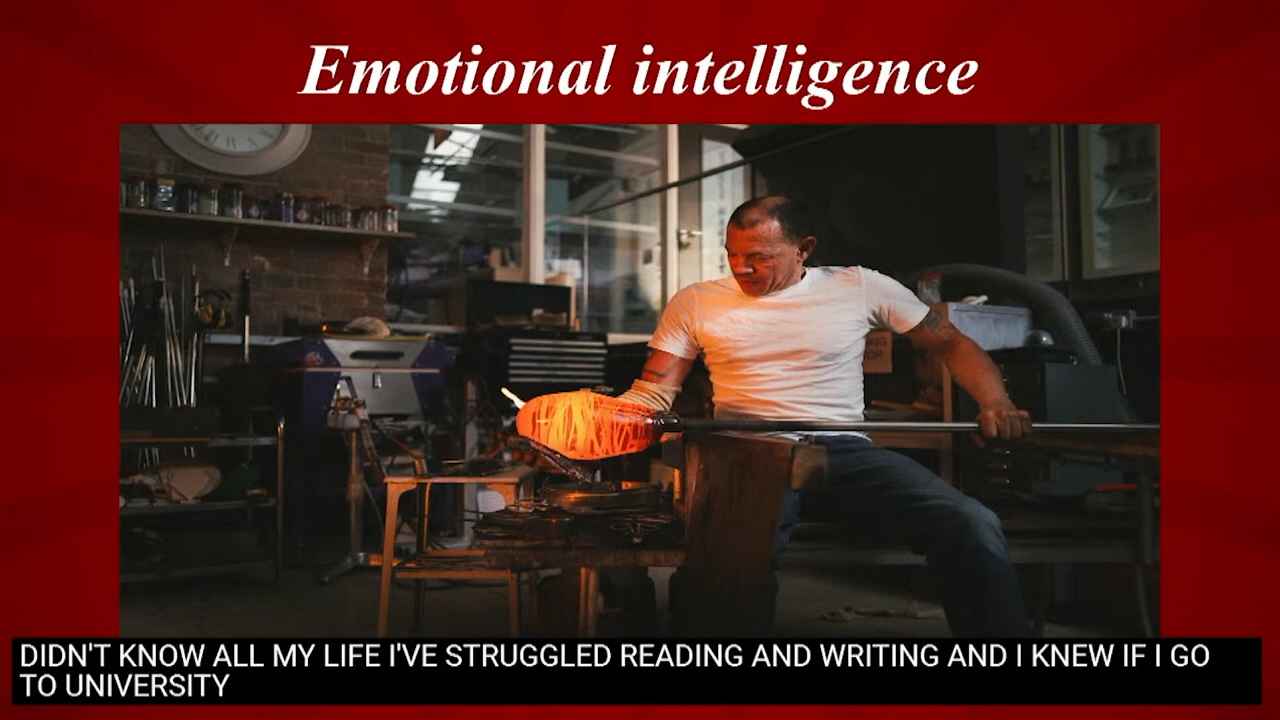 Emotional intelligence
DIDN'T KNOW ALL MY LIFE I'VE STRUGGLED READING AND WRITING AND I KNEW IF I GO
TO UNIVERSITY